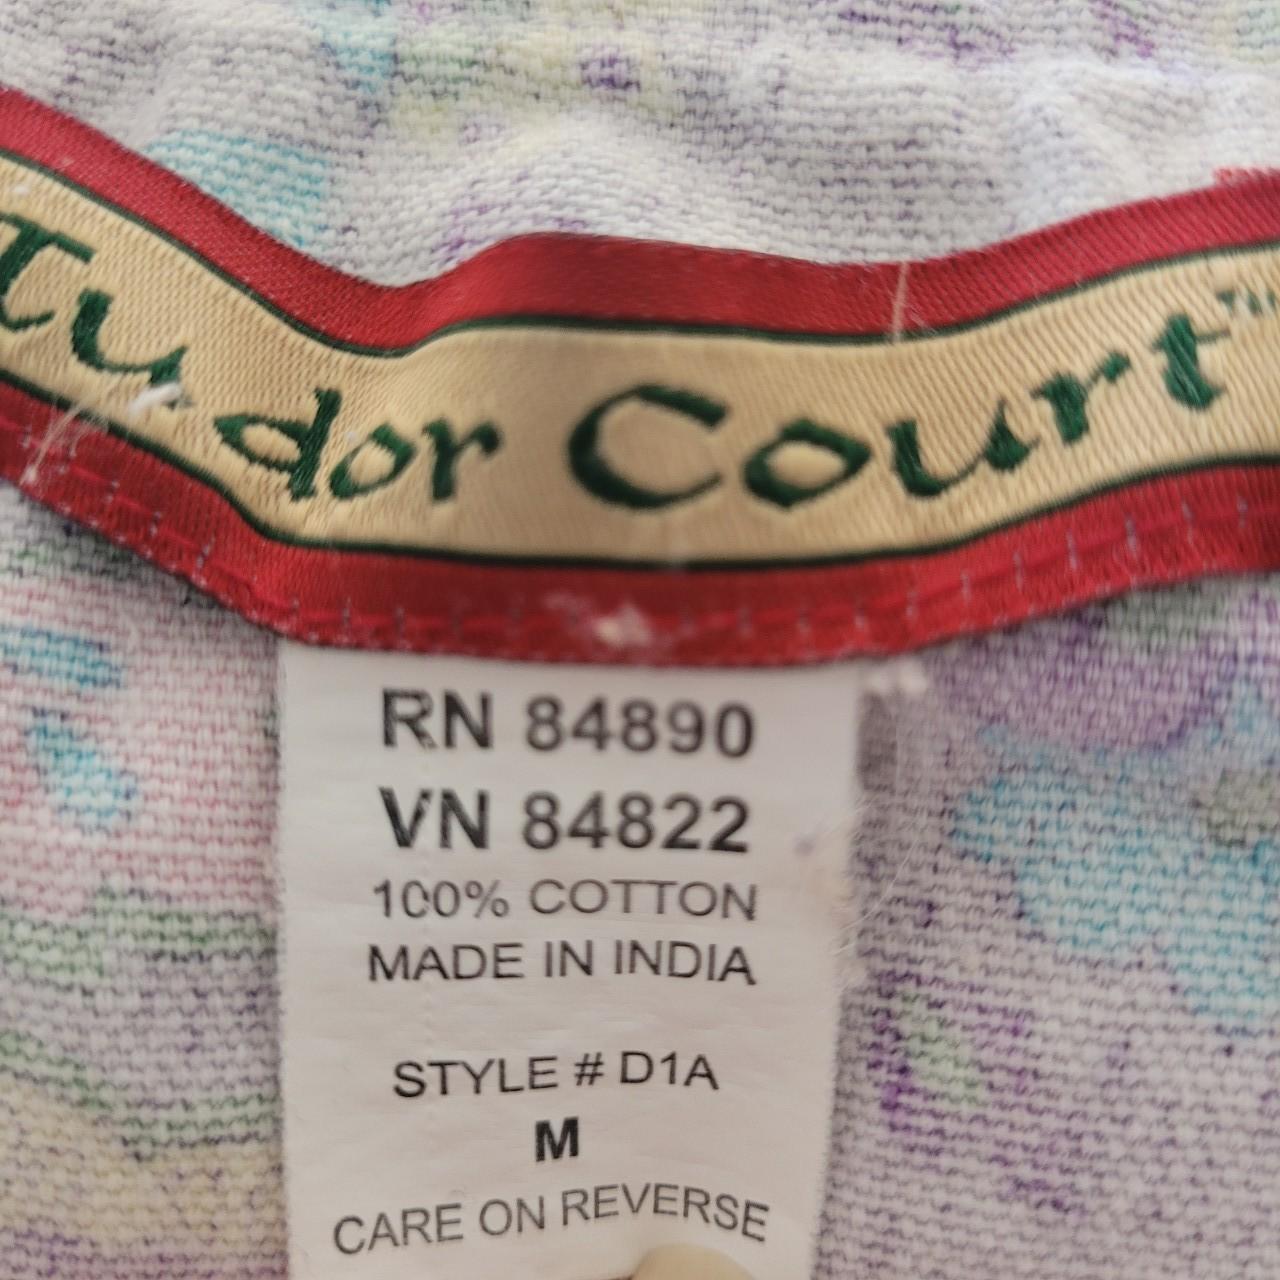 Tudor Court™
RN 84890
VN 84822
100% COTTON
MADE IN INDIA
STYLE # D1A
M
CARE ON REVERSE